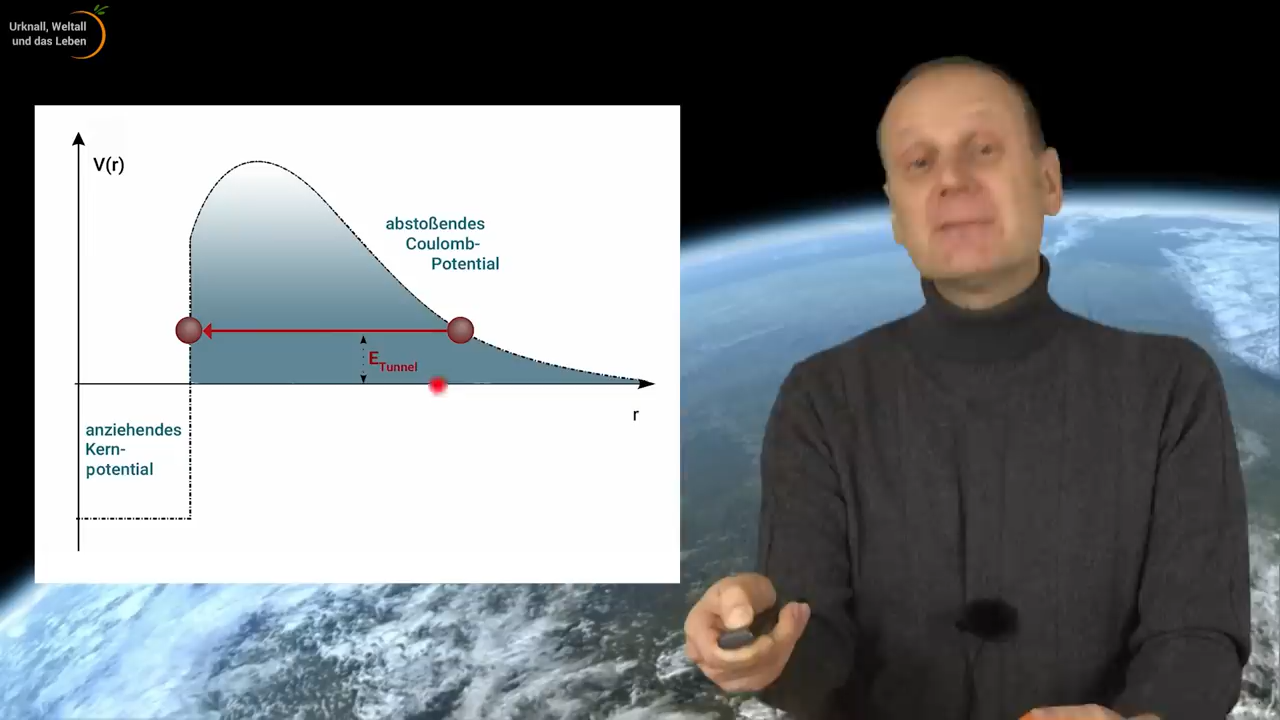 Urknall, Weltall
und das Leben
V(r)
abstoßendes
Coulomb-
Potential
E Tunnel
r
anziehendes
Kern-
potential